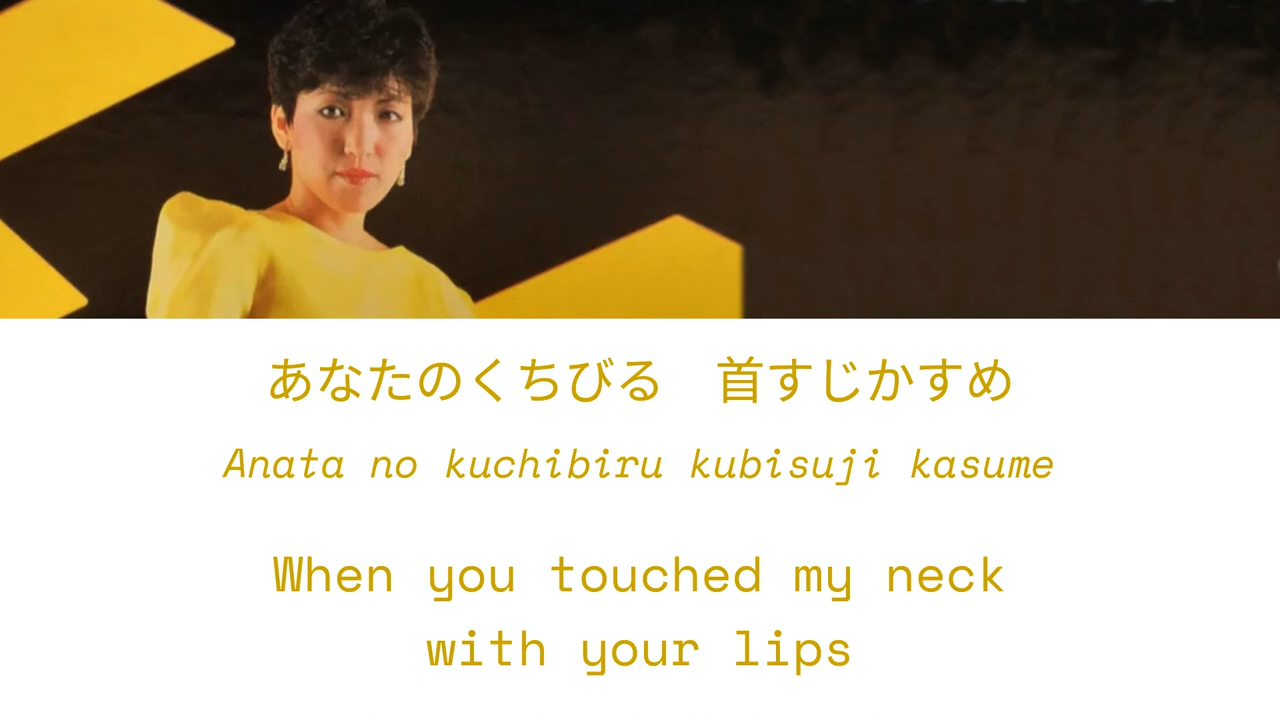 あなたのくちびる　首すじかすめ
Anata no kuchibiru kubisuji kasume
When you touched my neck
with your lips